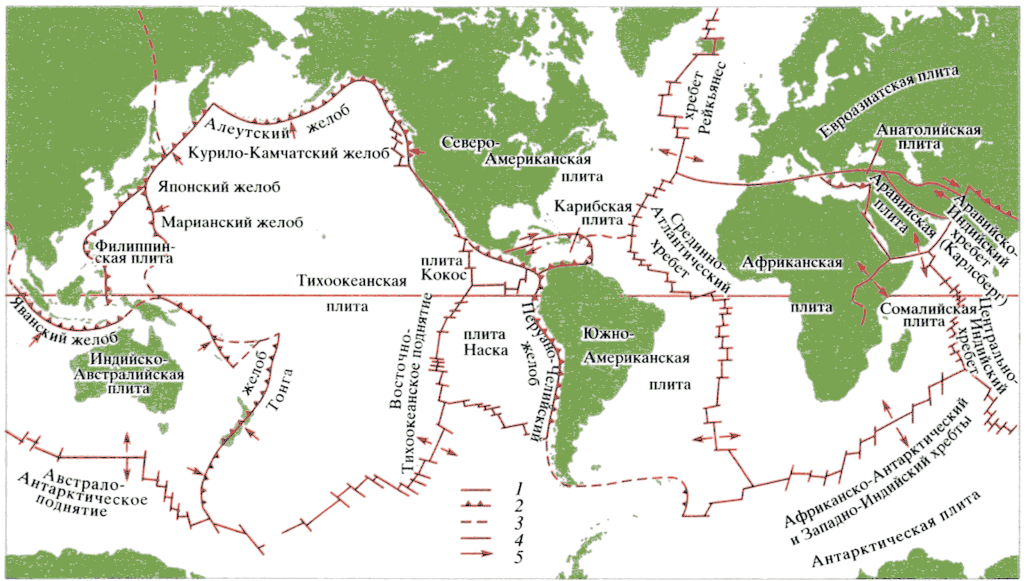 Алеутский желоб
Курило-Камчатский желоб
Японский желоб
Марианский желоб
Филиппин-
ская плита
Тихоокеанская
плита
Яванский желоб
Индийско-
Австралийская
плита
желоб
Тонга
Австрало-
Антарктическое
поднятие
Северо-
Американская
плита
Карибская
плита
плита
Кокос
Восточно-
Тихоокеанское поднятие
плита
Наска
Перуано-Чилийский
желоб
Южно-
Американская
плита
хребет
Рейкьянес
Срединно-
Атлантический
хребет
Евроазиатская плита
Анатолийская
плита
Аравийская
плита
Аравийско-
Индийский
хребет
(Карлсберг)
Африканская
плита
Сомалийская
плита
Центрально-
Индийский
хребет
Африканско-Антарктический
и Западно-Индийский хребты
Антарктическая плита
1
2
3
4
5